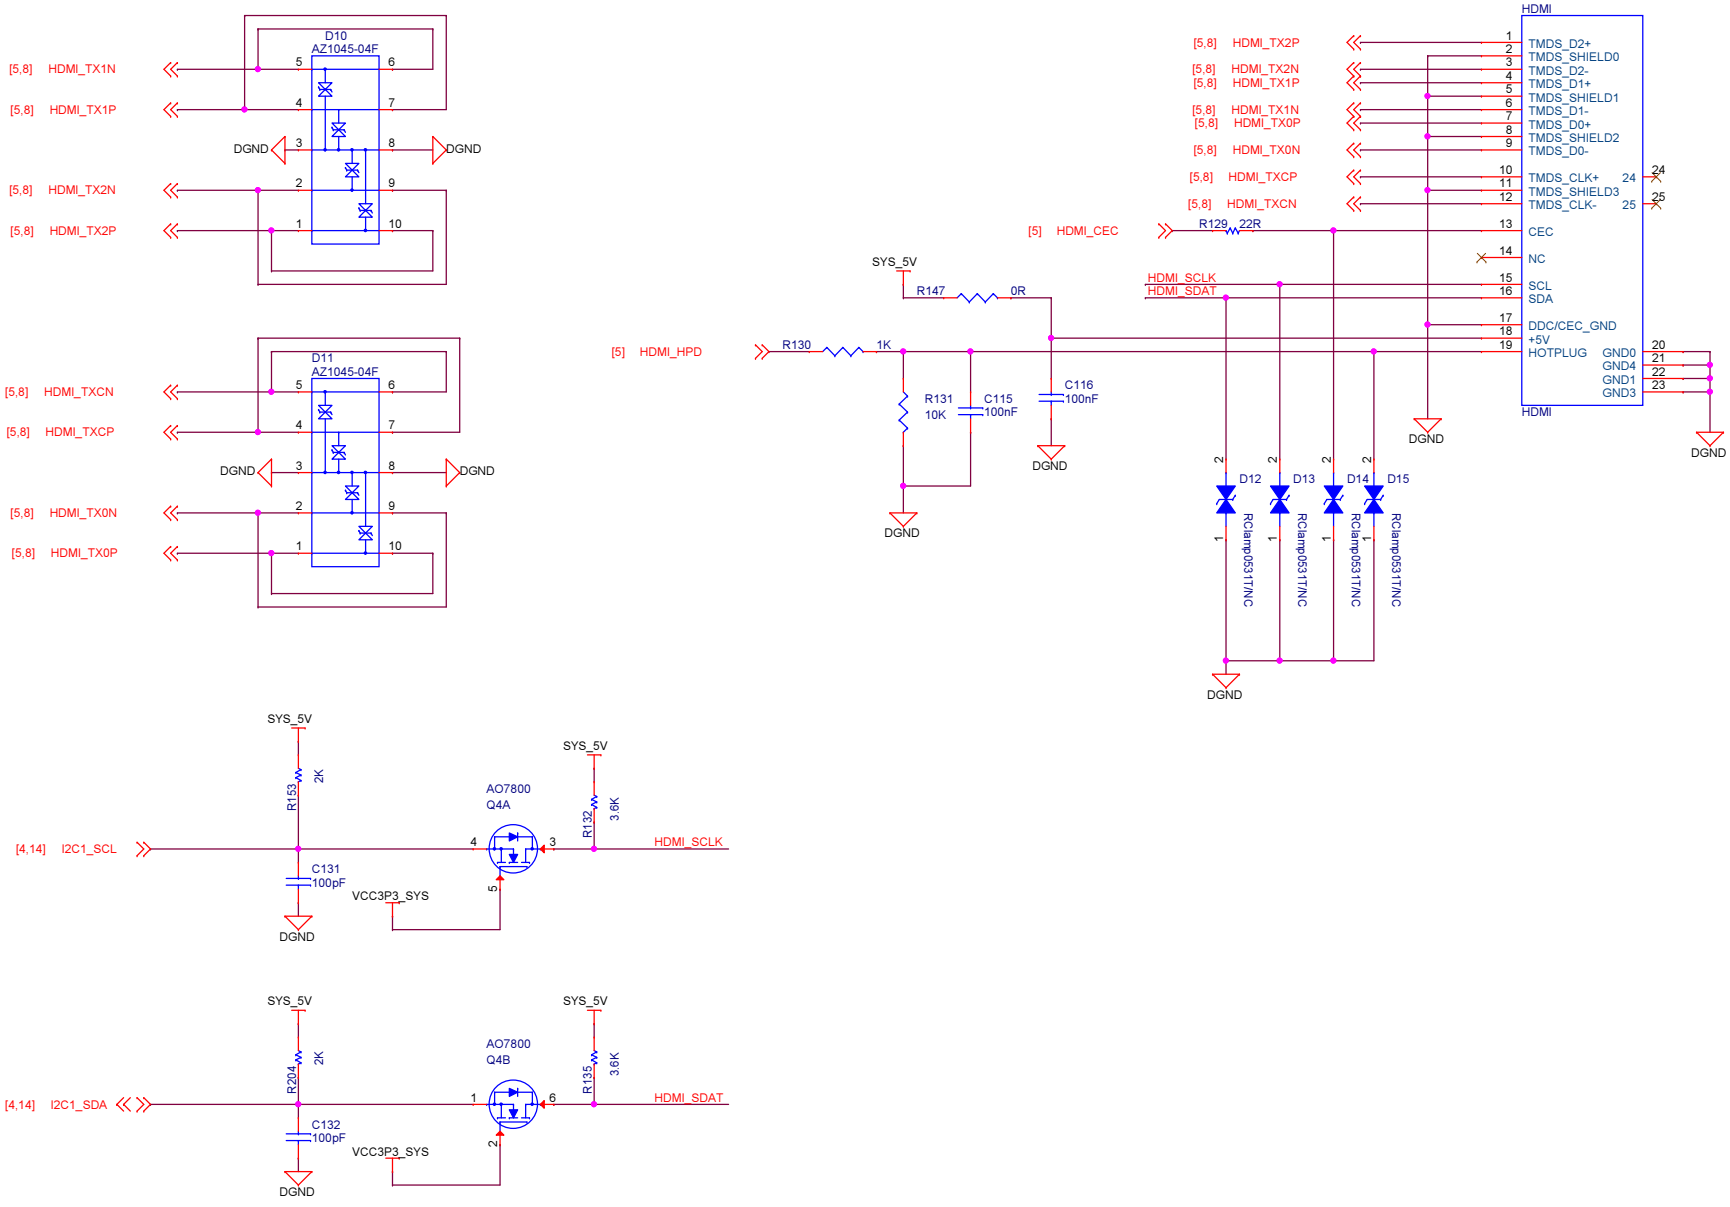 D10
AZ1045-04F
[5,8] HDMI_TX1N 5 6
[5,8] HDMI_TX1P 4 7
DGND 3 8 DGND
[5,8] HDMI_TX2N 2 9
[5,8] HDMI_TX2P 1 10
D11
AZ1045-04F
[5,8] HDMI_TXCN 5 6
[5,8] HDMI_TXCP 4 7
DGND 3 8 DGND
[5,8] HDMI_TX0N 2 9
[5,8] HDMI_TX0P 1 10
HDMI
[5,8] HDMI_TX2P 1 TMDS_D2+
2 TMDS_SHIELD0
[5,8] HDMI_TX2N 3 TMDS_D2-
[5,8] HDMI_TX1P 4 TMDS_D1+
5 TMDS_SHIELD1
[5,8] HDMI_TX1N 6 TMDS_D1-
[5,8] HDMI_TX0P 7 TMDS_D0+
8 TMDS_SHIELD2
[5,8] HDMI_TX0N 9 TMDS_D0-
[5,8] HDMI_TXCP 10 TMDS_CLK+ 24 24
11 TMDS_SHIELD3
[5,8] HDMI_TXCN 12 TMDS_CLK- 25 25
[5] HDMI_CEC R129 22R 13 CEC
14 NC
HDMI_SCLK 15 SCL
HDMI_SDAT 16 SDA
17 DDC/CEC_GND
18 +5V
19 HOTPLUG GND0 20
GND4 21
GND1 22
GND3 23
HDMI
SYS_5V
R147 0R
[5] HDMI_HPD R130 1K
R131
10K
C115
100nF
C116
100nF
DGND
DGND
DGND
DGND
2 D12 2 D13 2 D14 2 D15
RClamp0531T/NC
RClamp0531T/NC
RClamp0531T/NC
RClamp0531T/NC
1 1 1 1
DGND
SYS_5V
R153
2K
SYS_5V
R132
3.6K
AO7800
Q4A
[4,14] I2C1_SCL 4 3 HDMI_SCLK
5
C131
100pF
VCC3P3_SYS
DGND
SYS_5V
R204
2K
SYS_5V
R135
3.6K
AO7800
Q4B
[4,14] I2C1_SDA 1 6 HDMI_SDAT
2
C132
100pF
VCC3P3_SYS
DGND